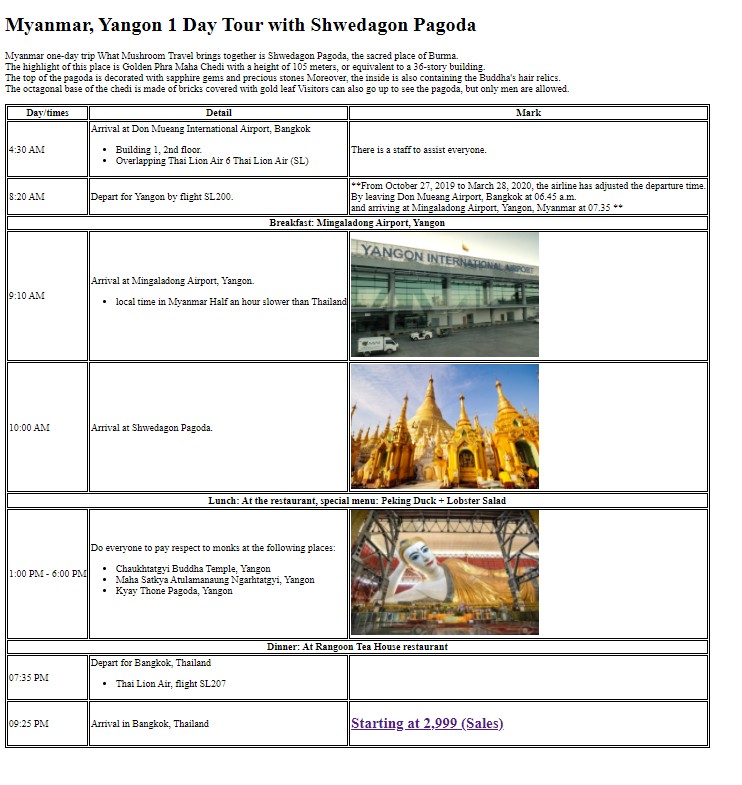 Myanmar, Yangon 1 Day Tour with Shwedagon Pagoda
Myanmar one-day trip What Mushroom Travel brings together is Shwedagon Pagoda, the sacred place of Burma.
The highlight of this place is Golden Phra Maha Chedi with a height of 105 meters, or equivalent to a 36-story building.
The top of the pagoda is decorated with sapphire gems and precious stones Moreover, the inside is also containing the Buddha's hair relics.
The octagonal base of the chedi is made of bricks covered with gold leaf Visitors can also go up to see the pagoda, but only men are allowed.
Day/times Detail Mark
4:30 AM
Arrival at Don Mueang International Airport, Bangkok
• Building 1, 2nd floor.
• Overlapping Thai Lion Air 6 Thai Lion Air (SL)
There is a staff to assist everyone.
8:20 AM
Depart for Yangon by flight SL200.
**From October 27, 2019 to March 28, 2020, the airline has adjusted the departure time.
By leaving Don Mueang Airport, Bangkok at 06.45 a.m.
and arriving at Mingaladong Airport, Yangon, Myanmar at 07.35 **
Breakfast: Mingaladong Airport, Yangon
9:10 AM
Arrival at Mingaladong Airport, Yangon.
• local time in Myanmar Half an hour slower than Thailand
YANGON INTERNATIONAL AIRPORT
10:00 AM
Arrival at Shwedagon Pagoda.
Lunch: At the restaurant, special menu: Peking Duck + Lobster Salad
1:00 PM - 6:00 PM
Do everyone to pay respect to monks at the following places:
• Chaukhtatgyi Buddha Temple, Yangon
• Maha Satkya Atulamanaung Ngarhtatgyi, Yangon
• Kyay Thone Pagoda, Yangon
Dinner: At Rangoon Tea House restaurant
07:35 PM
Depart for Bangkok, Thailand
• Thai Lion Air, flight SL207
09:25 PM
Arrival in Bangkok, Thailand
Starting at 2,999 (Sales)